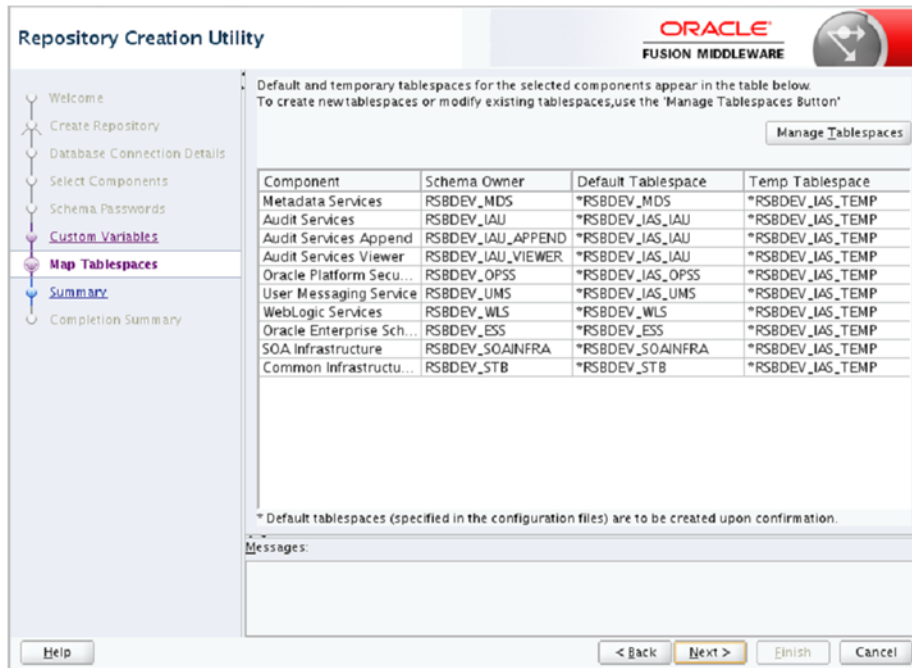 Repository Creation Utility
ORACLE
FUSION MIDDLEWARE
Welcome
Create Repository
Database Connection Details
Select Components
Schema Passwords
Custom Variables
Map Tablespaces
Summary
Completion Summary
Default and temporary tablespaces for the selected components appear in the table below.
To create new tablespaces or modify existing tablespaces,use the 'Manage Tablespaces Button'
Manage Tablespaces
Component Schema Owner Default Tablespace Temp Tablespace
Metadata Services RSBDEV_MDS *RSBDEV_MDS *RSBDEV_IAS_TEMP
Audit Services RSBDEV_IAU *RSBDEV_IAS_IAU *RSBDEV_IAS_TEMP
Audit Services Append RSBDEV_IAU_APPEND *RSBDEV_IAS_IAU *RSBDEV_IAS_TEMP
Audit Services Viewer RSBDEV_IAU_VIEWER *RSBDEV_IAS_IAU *RSBDEV_IAS_TEMP
Oracle Platform Secu... RSBDEV_OPSS *RSBDEV_IAS_OPSS *RSBDEV_IAS_TEMP
User Messaging Service RSBDEV_UMS *RSBDEV_IAS_UMS *RSBDEV_IAS_TEMP
WebLogic Services RSBDEV_WLS *RSBDEV_WLS *RSBDEV_IAS_TEMP
Oracle Enterprise Sch... RSBDEV_ESS *RSBDEV_ESS *RSBDEV_IAS_TEMP
SOA Infrastructure RSBDEV_SOAINFRA *RSBDEV_SOAINFRA *RSBDEV_IAS_TEMP
Common Infrastructu... RSBDEV_STB *RSBDEV_STB *RSBDEV_IAS_TEMP
* Default tablespaces (specified in the configuration files) are to be created upon confirmation.
Messages:
Help
< Back
Next >
Finish
Cancel